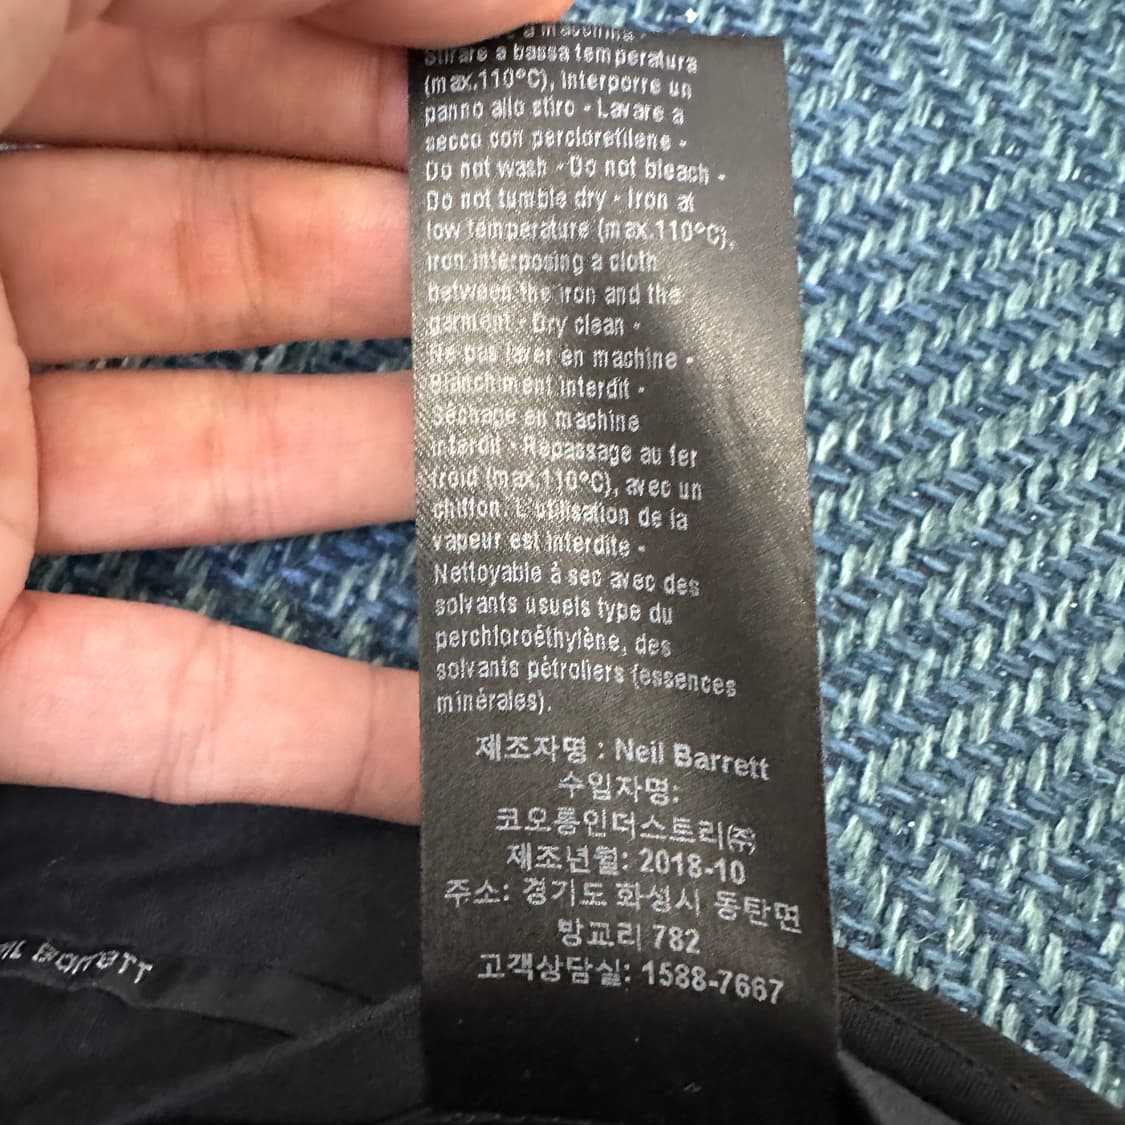 a macchina -
Stirare a bassa temperatura
(max.110°C), interporre un
panno allo stiro - Lavare a
secco con percloretilene -
Do not wash - Do not bleach -
Do not tumble dry - Iron at
low temperature (max.110°C),
iron interposing a cloth
between the iron and the
garment - Dry clean -
Ne pas laver en machine -
Blanchiment interdit -
Séchage en machine
interdit - Repassage au fer
froid (max.110°C), avec un
chiffon. L'utilisation de la
vapeur est interdite -
Nettoyable à sec avec des
solvants usuels type du
perchloroéthylène, des
solvants pétroliers (essences
minérales).
제조자명 : Neil Barrett
수입자명:
코오롱인더스트리㈜
제조년월: 2018-10
주소: 경기도 화성시 동탄면
방교리 782
고객상담실: 1588-7667
Barrett